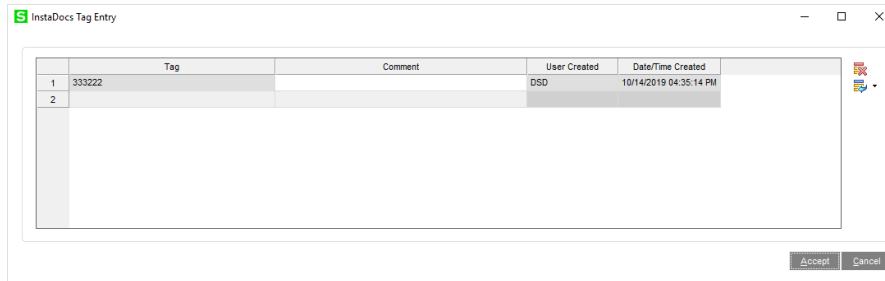 S InstaDocs Tag Entry
Tag Comment User Created Date/Time Created
1 333222 DSD 10/14/2019 04:35:14 PM
2
Accept Cancel